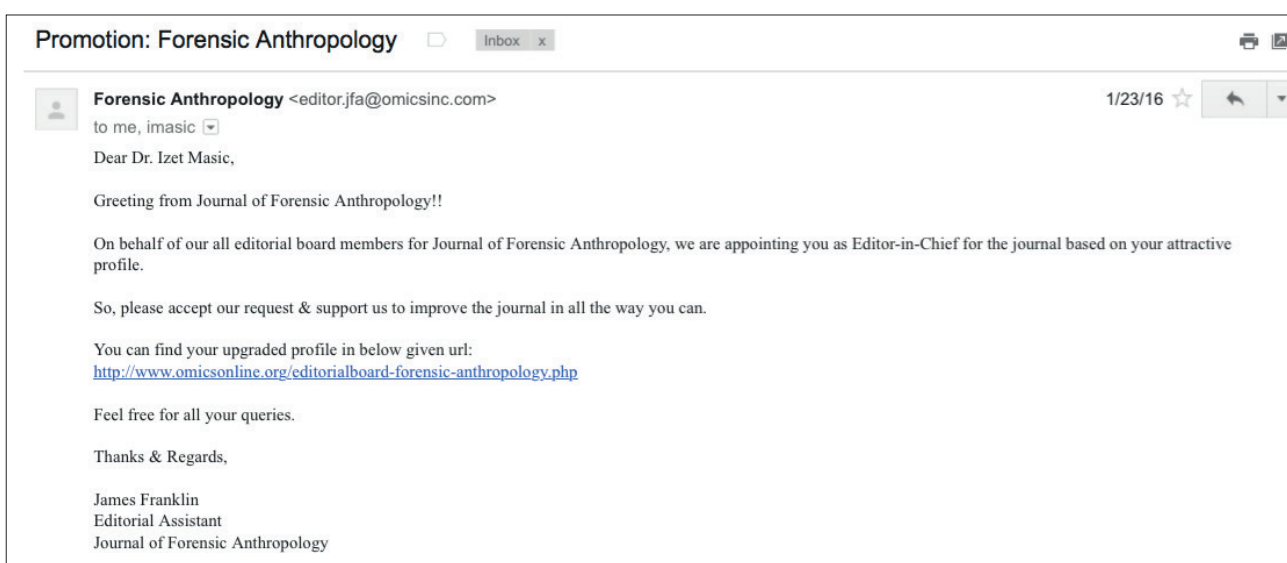 Promotion: Forensic Anthropology
Inbox x
Forensic Anthropology <editor.jfa@omicsinc.com>
1/23/16
to me, imasic
Dear Dr. Izet Masic,
Greeting from Journal of Forensic Anthropology!!
On behalf of our all editorial board members for Journal of Forensic Anthropology, we are appointing you as Editor-in-Chief for the journal based on your attractive
profile.
So, please accept our request & support us to improve the journal in all the way you can.
You can find your upgraded profile in below given url:
http://www.omicsonline.org/editorialboard-forensic-anthropology.php
Feel free for all your queries.
Thanks & Regards,
James Franklin
Editorial Assistant
Journal of Forensic Anthropology